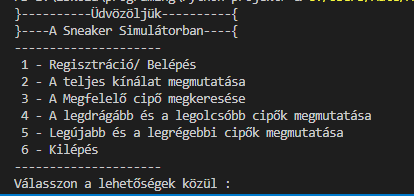 }----------Üdvözöljük----------{
}----A Sneaker Simulátorban----{
---------------------
1 - Regisztráció/ Belépés
2 - A teljes kínálat megmutatása
3 - A Megfelelő cipő megkeresése
4 - A legdrágább és a legolcsóbb cipők megmutatása
5 - Legújabb és a legrégebbi cipők megmutatása
6 - Kilépés
---------------------
Válasszon a lehetőségek közül :